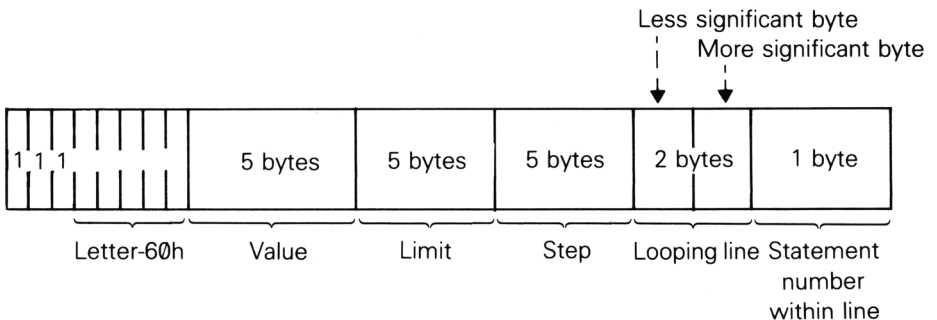 Less significant byte
More significant byte
1 1 1
5 bytes
5 bytes
5 bytes
2 bytes
1 byte
Letter-60h
Value
Limit
Step
Looping line
Statement
number
within line